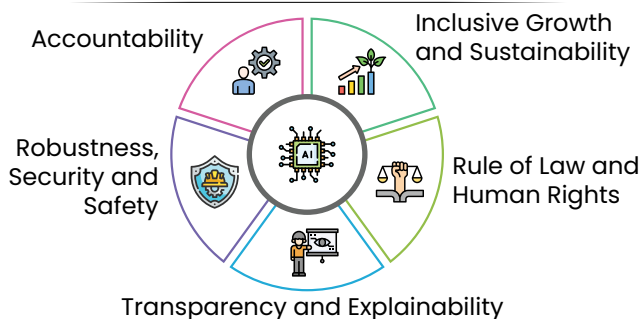 Accountability
Inclusive Growth
and Sustainability
Robustness,
Security and
Safety
AI
Rule of Law and
Human Rights
Transparency and Explainability